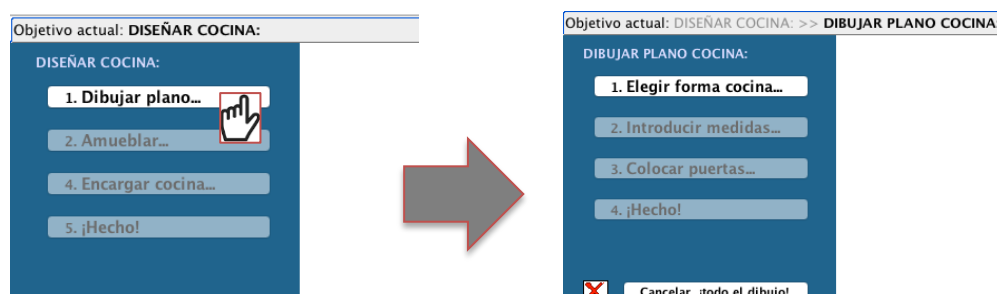 Objetivo actual: DISEÑAR COCINA:
DISEÑAR COCINA:
1. Dibujar plano...
2. Amueblar...
4. Encargar cocina...
5. ¡Hecho!
Objetivo actual: DISEÑAR COCINA: >> DIBUJAR PLANO COCINA
DIBUJAR PLANO COCINA:
1. Elegir forma cocina...
2. Introducir medidas...
3. Colocar puertas...
4. ¡Hecho!
Cancelar ¡todo el dibujo!